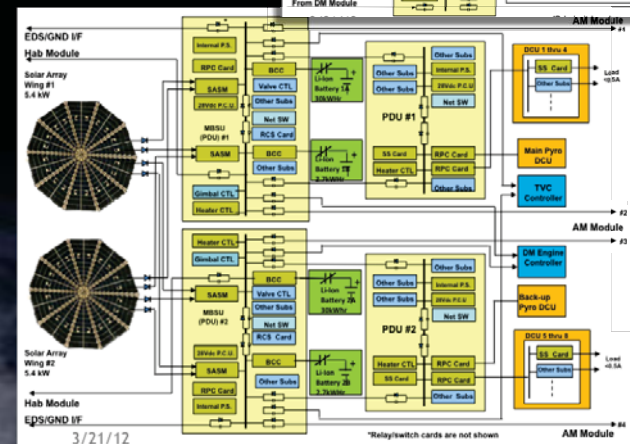 From DM Module
AM Module
#1
EDS/GND I/F
Hab Module
Solar Array
Wing #1
5.4 kW
Internal P.S.
RPC Card
SASM
28Vdc P.C.U.
MBSU
(PDU) #1
SASM
Gimbal CTL
Heater CTL
BCC
Valve CTL
Other Subs
Net SW
RCS Card
BCC
Other Subs
Li-Ion
Battery 1A
30kWHr
Li-Ion
Battery 1B
2.7kWHr
Other Subs
Internal P.S.
28Vdc P.C.U
Net SW
PDU #1
SS Card
RPC Card
Heater CTL
RPC Card
Other Subs
DCU 1 thru 4
SS Card
Other Subs
Load
<0.5A
Main Pyro
DCU
TVC
Controller
#2
AM Module
#3
DM Engine
Controller
Back-up
Pyro DCU
Solar Array
Wing #2
5.4 kW
Heater CTL
Gimbal CTL
SASM
MBSU
(PDU) #2
28Vdc P.C.U.
SASM
RPC Card
Internal P.S.
BCC
Valve CTL
Other Subs
Net SW
RCS Card
BCC
Other Subs
Li-Ion
Battery 2A
30kWHr
Li-Ion
Battery 2B
2.7kWHr
Other Subs
Other Subs
Internal P.S.
Other Subs
28Vdc P.C.U
Net SW
PDU #2
Heater CTL
RPC Card
SS Card
RPC Card
Other Subs
DCU 5 thru 8
SS Card
Other Subs
Load
<0.5A
Hab Module
EDS/GND I/F
#4
AM Module
3/21/12
*Relay/switch cards are not shown